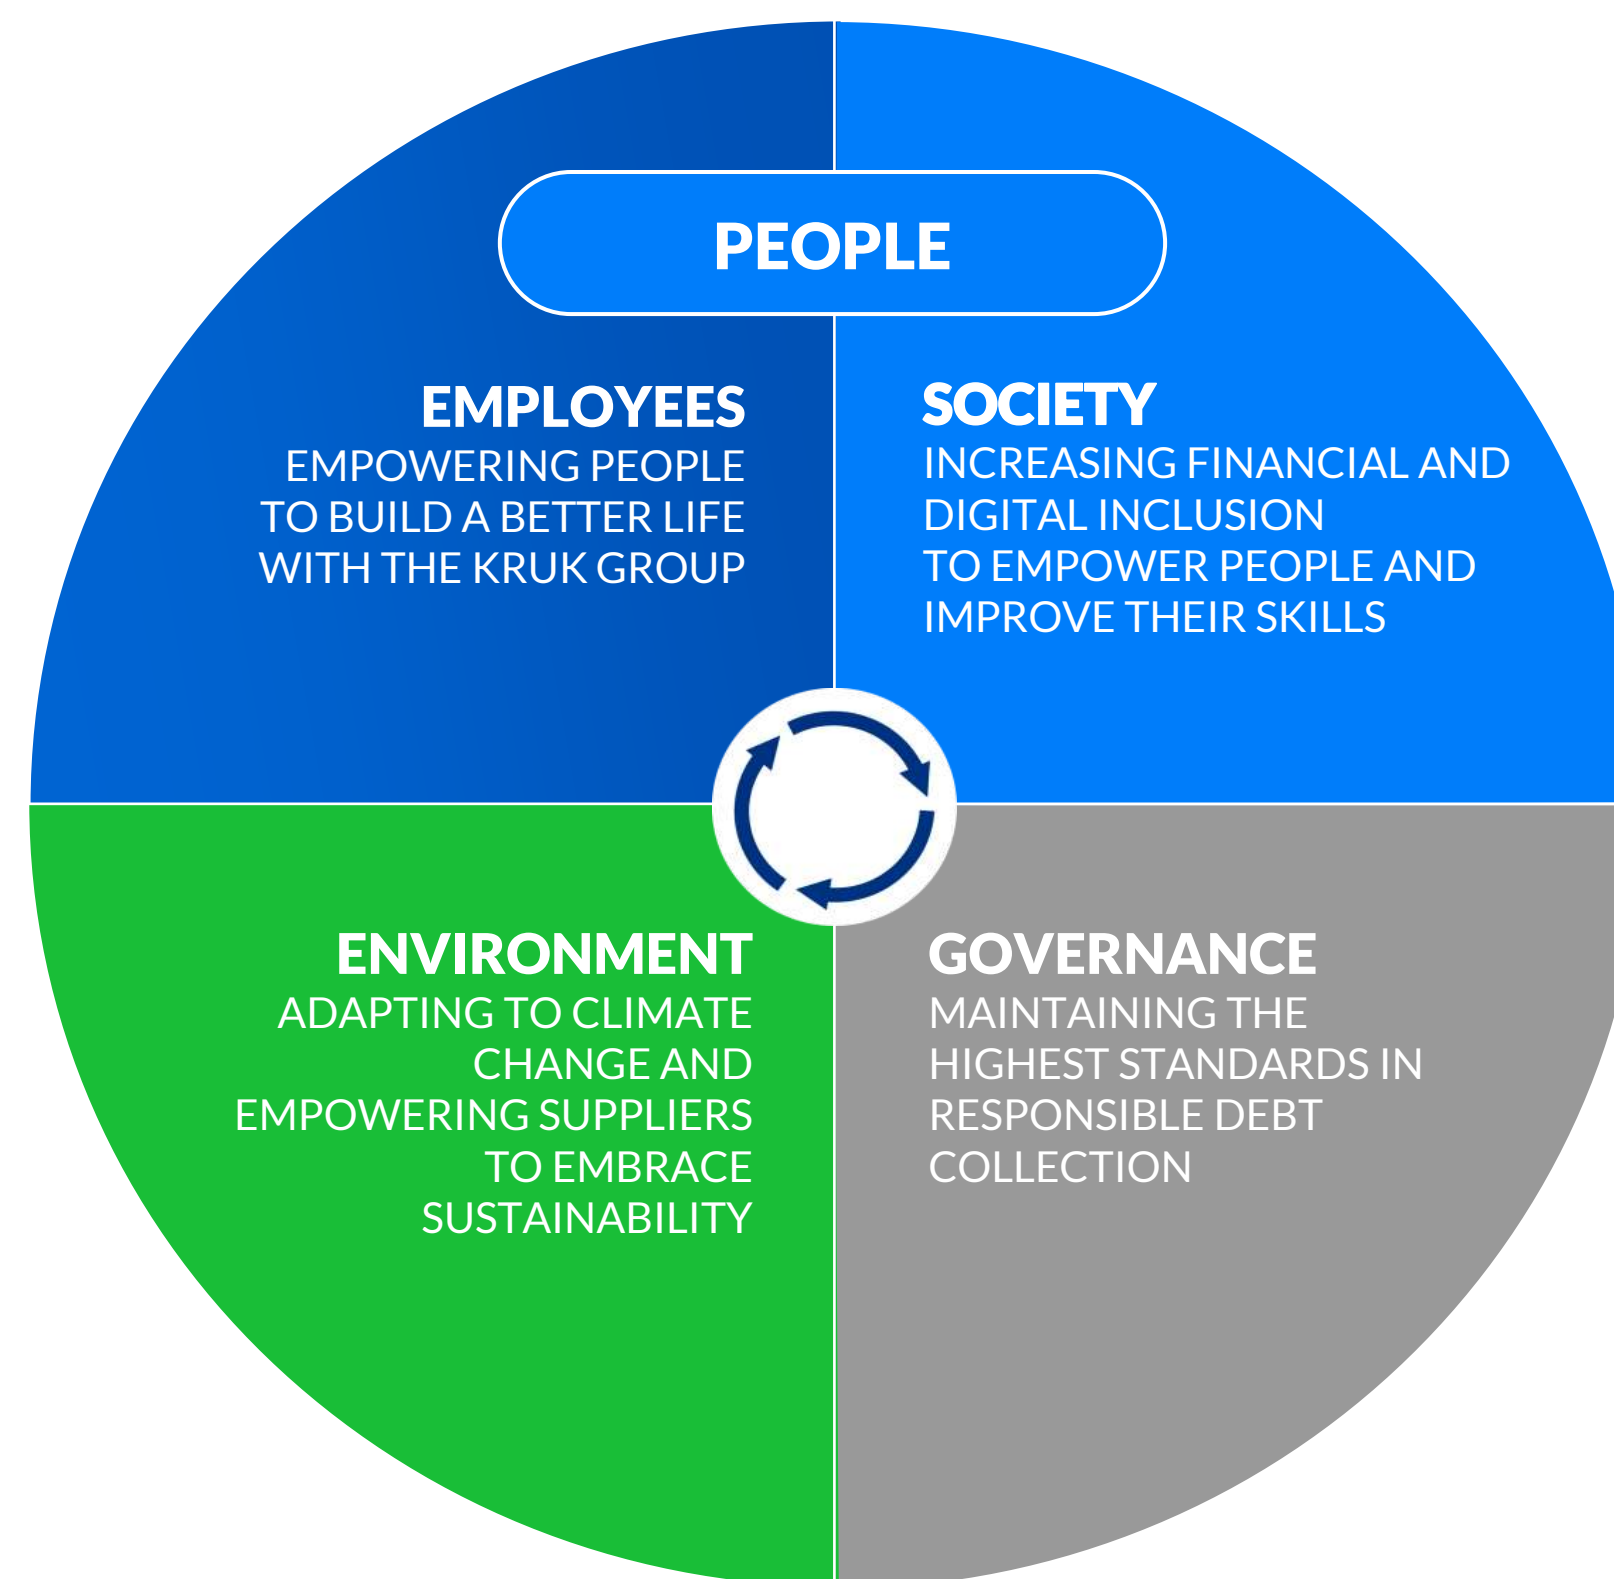 PEOPLE
EMPLOYEES
EMPOWERING PEOPLE
TO BUILD A BETTER LIFE
WITH THE KRUK GROUP
SOCIETY
INCREASING FINANCIAL AND
DIGITAL INCLUSION
TO EMPOWER PEOPLE AND
IMPROVE THEIR SKILLS
ENVIRONMENT
ADAPTING TO CLIMATE
CHANGE AND
EMPOWERING SUPPLIERS
TO EMBRACE
SUSTAINABILITY
GOVERNANCE
MAINTAINING THE
HIGHEST STANDARDS IN
RESPONSIBLE DEBT
COLLECTION